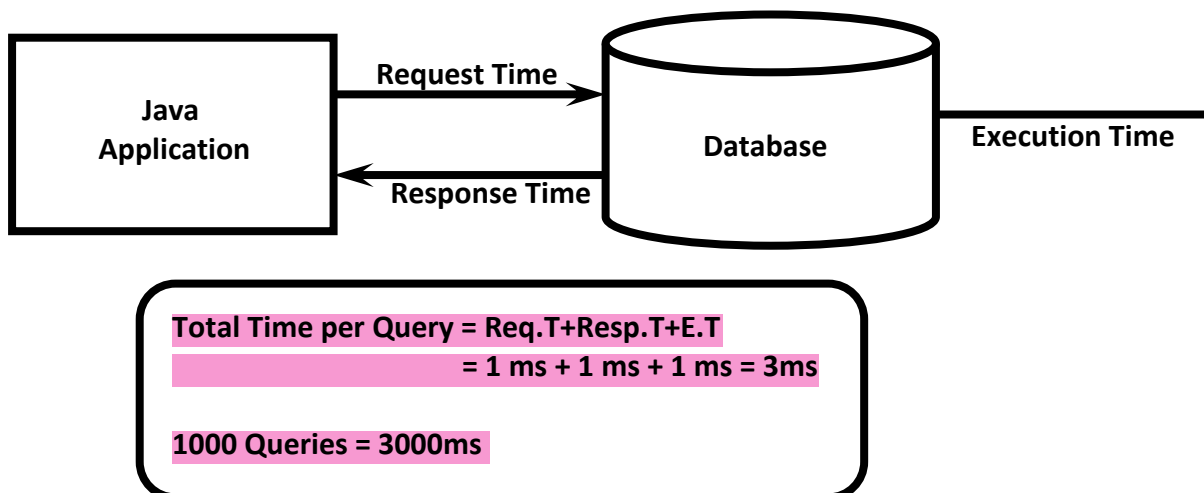 Java
Application
Request Time
Response Time
Database
Execution Time
Total Time per Query = Req.T+Resp.T+E.T
= 1 ms + 1 ms + 1 ms = 3ms
1000 Queries = 3000ms